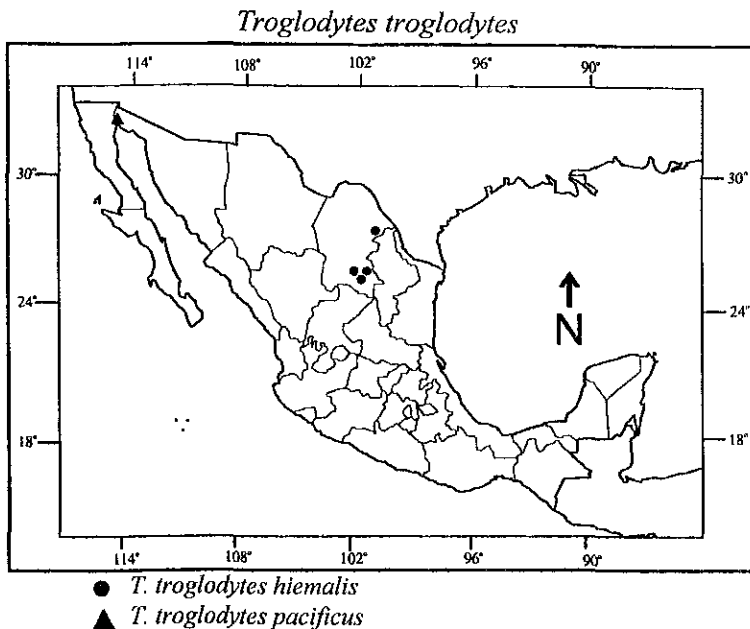 Troglodytes troglodytes
114° 108° 102° 96° 90°
30° 30°
24° 24°
N
18° 18°
114° 108° 102° 96° 90°
● T. troglodytes hiemalis
▲ T. troglodytes pacificus